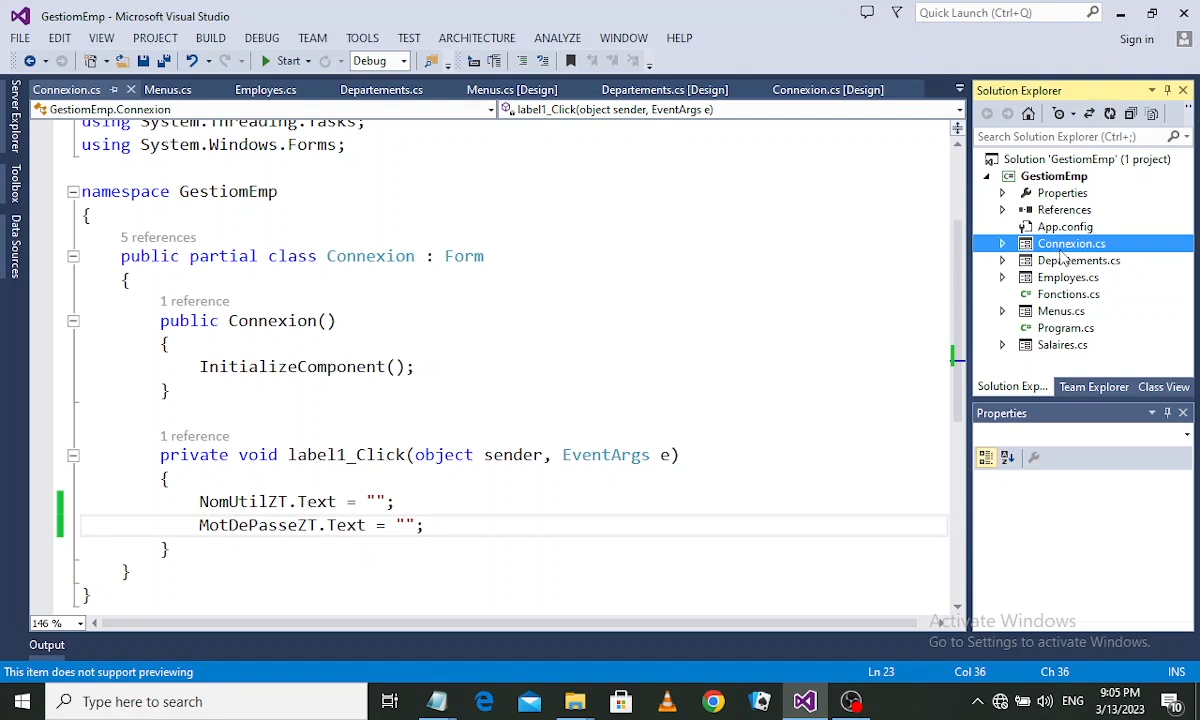 GestiomEmp - Microsoft Visual Studio
Quick Launch (Ctrl+Q)
FILE EDIT VIEW PROJECT BUILD DEBUG TEAM TOOLS TEST ARCHITECTURE ANALYZE WINDOW HELP
Sign in
Start Debug
Server Explorer
Toolbox
Data Sources
Connexion.cs Menus.cs Employes.cs Departements.cs Menus.cs [Design] Departements.cs [Design] Connexion.cs [Design]
GestiomEmp.Connexion label1_Click(object sender, EventArgs e)
using System.Threading.Tasks;
using System.Windows.Forms;
namespace GestiomEmp
{
5 references
public partial class Connexion : Form
{
1 reference
public Connexion()
{
InitializeComponent();
}
1 reference
private void label1_Click(object sender, EventArgs e)
{
NomUtilZT.Text = "";
MotDePasseZT.Text = "";
}
}
}
146 %
Output
Solution Explorer
Search Solution Explorer (Ctrl+;)
Solution 'GestiomEmp' (1 project)
C# GestiomEmp
Properties
References
App.config
Connexion.cs
Departements.cs
Employes.cs
C# Fonctions.cs
Menus.cs
C# Program.cs
Salaires.cs
Solution Exp... Team Explorer Class View
Properties
Activate Windows
Go to Settings to activate Windows.
This item does not support previewing Ln 23 Col 36 Ch 36 INS
Type here to search
ENG
9:05 PM
3/13/2023
10